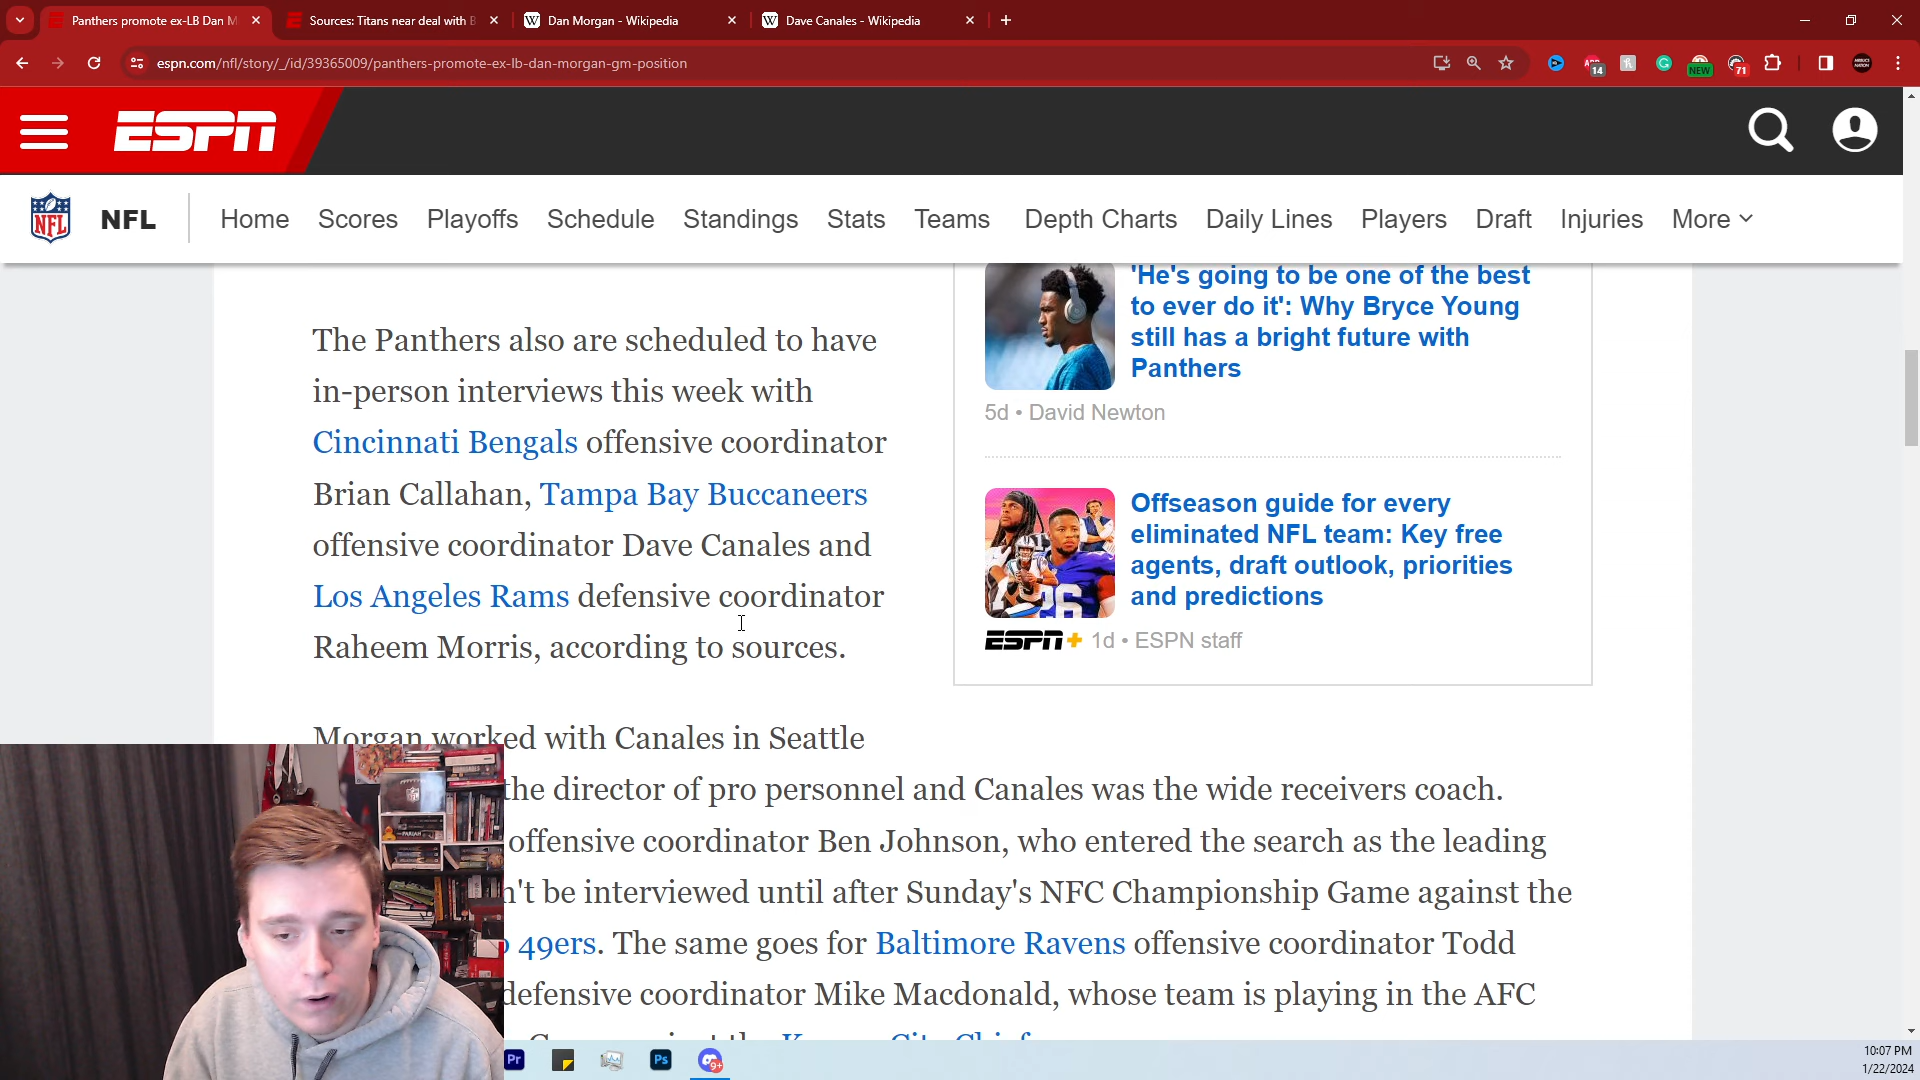 Panthers promote ex-LB Dan M
Sources: Titans near deal with B
W Dan Morgan - Wikipedia
W Dave Canales - Wikipedia
espn.com/nfl/story/_/id/39365009/panthers-promote-ex-lb-dan-morgan-gm-position
14
NEW
71
ESPN
NFL
NFL
Home Scores Playoffs Schedule Standings Stats Teams Depth Charts Daily Lines Players Draft Injuries More
The Panthers also are scheduled to have
in-person interviews this week with
Cincinnati Bengals offensive coordinator
Brian Callahan, Tampa Bay Buccaneers
offensive coordinator Dave Canales and
Los Angeles Rams defensive coordinator
Raheem Morris, according to sources.
'He's going to be one of the best
to ever do it': Why Bryce Young
still has a bright future with
Panthers
5d • David Newton
Offseason guide for every
eliminated NFL team: Key free
agents, draft outlook, priorities
and predictions
ESPN+ 1d • ESPN staff
Morgan worked with Canales in Seattle
the director of pro personnel and Canales was the wide receivers coach.
offensive coordinator Ben Johnson, who entered the search as the leading
n't be interviewed until after Sunday's NFC Championship Game against the
49ers. The same goes for Baltimore Ravens offensive coordinator Todd
defensive coordinator Mike Macdonald, whose team is playing in the AFC
Pr
Ps
9+
10:07 PM
1/22/2024